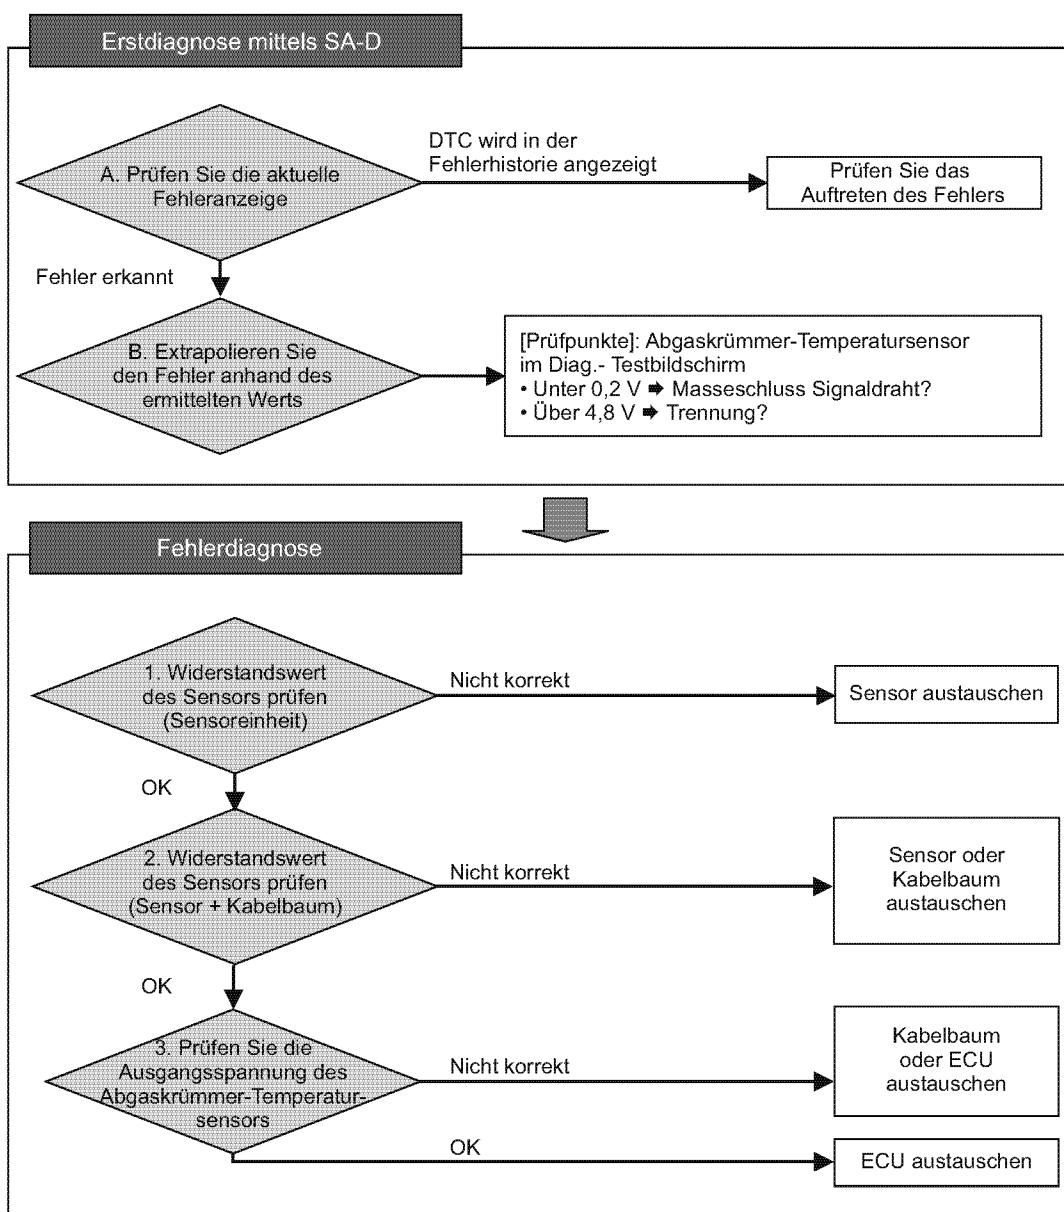 Erstdiagnose mittels SA-D
A. Prüfen Sie die aktuelle
Fehleranzeige
DTC wird in der
Fehlerhistorie angezeigt
Prüfen Sie das
Auftreten des Fehlers
Fehler erkannt
B. Extrapolieren Sie
den Fehler anhand des
ermittelten Werts
[Prüfpunkte]: Abgaskrümmer-Temperatursensor
im Diag.- Testbildschirm
• Unter 0,2 V ➡ Masseschluss Signaldraht?
• Über 4,8 V ➡ Trennung?
Fehlerdiagnose
1. Widerstandswert
des Sensors prüfen
(Sensoreinheit)
Nicht korrekt
Sensor austauschen
OK
2. Widerstandswert
des Sensors prüfen
(Sensor + Kabelbaum)
Nicht korrekt
Sensor oder
Kabelbaum
austauschen
OK
3. Prüfen Sie die
Ausgangsspannung des
Abgaskrümmer-Temperatur-
sensors
Nicht korrekt
Kabelbaum
oder ECU
austauschen
OK
ECU austauschen